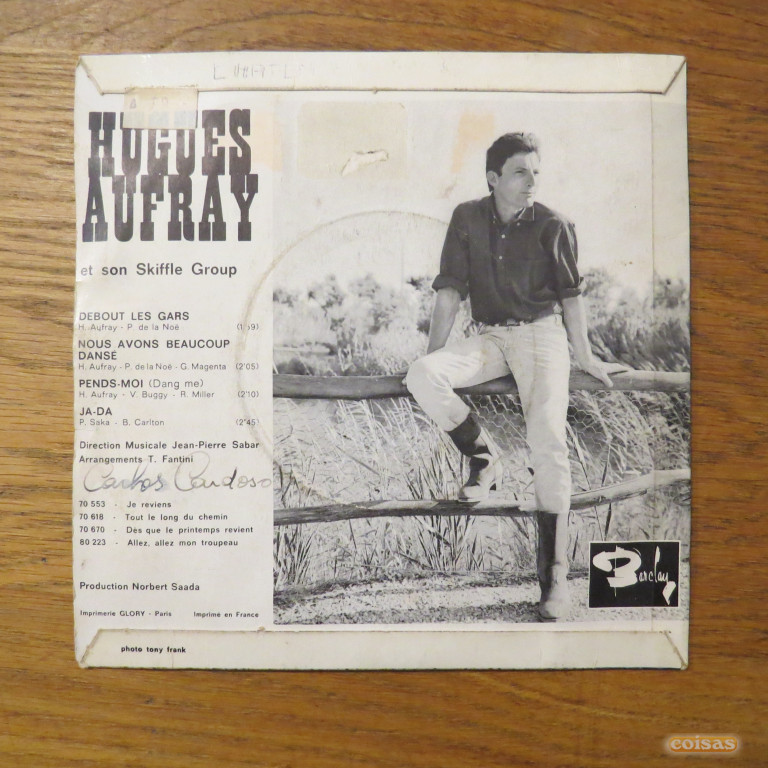 HUGUES
AUFRAY
et son Skiffle Group
DEBOUT LES GARS
H. Aufray - P. de la Noë (1'59)
NOUS AVONS BEAUCOUP
DANSÉ
H. Aufray - P. de la Noë - G. Magenta (2'05)
PENDS-MOI (Dang me)
H. Aufray - V. Buggy - R. Miller (2'10)
JA-DA
P. Saka - B. Carlton (2'45)
Direction Musicale Jean-Pierre Sabar
Arrangements T. Fantini
Carlos Cardoso
70 553 - Je reviens
70 618 - Tout le long du chemin
70 670 - Dès que le printemps revient
80 223 - Allez, allez mon troupeau
Production Norbert Saada
Imprimerie GLORY - Paris Imprimé en France
photo tony frank
Barclay
coisas